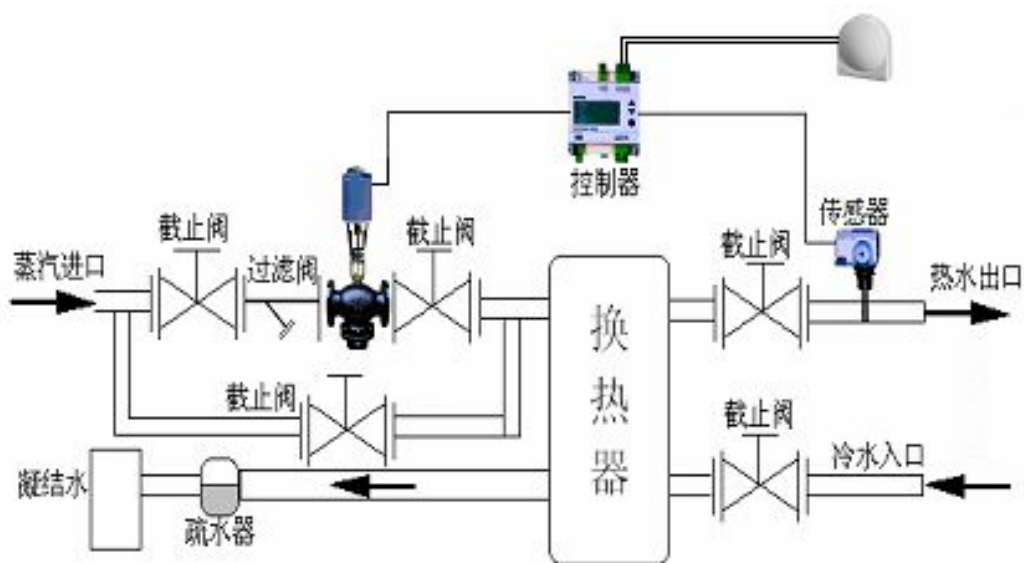 控制器
传感器
截止阀
截止阀
截止阀
过滤阀
蒸汽进口
热水出口
换热器
截止阀
截止阀
冷水入口
凝结水
疏水器